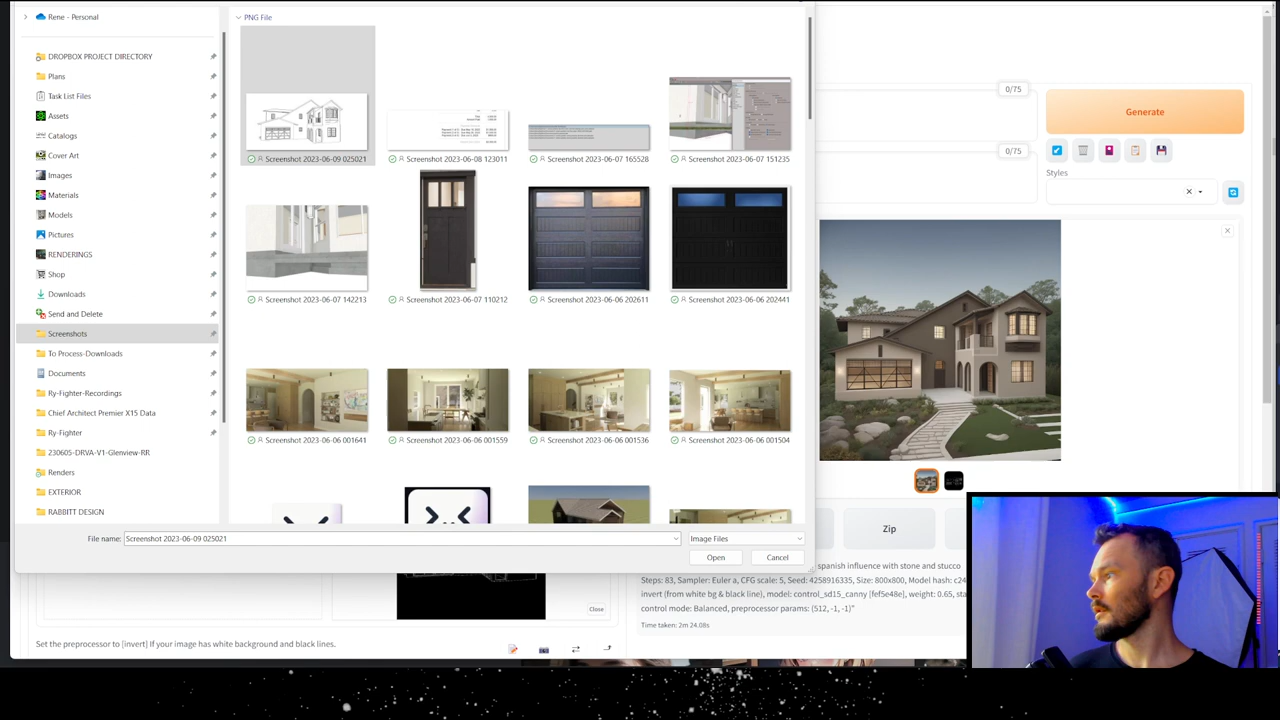 Rene - Personal
DROPBOX PROJECT DIRECTORY
Plans
Task List Files
Assets
Catalogs
Cover Art
Images
Materials
Models
Pictures
RENDERINGS
Shop
Downloads
Send and Delete
Screenshots
To Process-Downloads
Documents
Ry-Fighter-Recordings
Chief Architect Premier X15 Data
Ry-Fighter
230605-DRVA-V1-Glenview-RR
Renders
EXTERIOR
RABBITT DESIGN
PNG File
Screenshot 2023-06-09 025021
Screenshot 2023-06-08 123011
Screenshot 2023-06-07 165528
Screenshot 2023-06-07 151235
Screenshot 2023-06-07 142213
Screenshot 2023-06-07 110212
Screenshot 2023-06-06 202611
Screenshot 2023-06-06 202441
Screenshot 2023-06-06 001641
Screenshot 2023-06-06 001559
Screenshot 2023-06-06 001536
Screenshot 2023-06-06 001504
File name:
Screenshot 2023-06-09 025021
Image Files
Open
Cancel
0/75
0/75
Generate
Styles
Zip
Close
Set the preprocessor to [invert] If your image has white background and black lines.
spanish influence with stone and stucco
Steps: 83, Sampler: Euler a, CFG scale: 5, Seed: 4258916335, Size: 800x800, Model hash: c24
invert (from white bg & black line), model: control_sd15_canny [fef5e48e], weight: 0.65, sta
control mode: Balanced, preprocessor params: (512, -1, -1)"
Time taken: 2m 24.08s